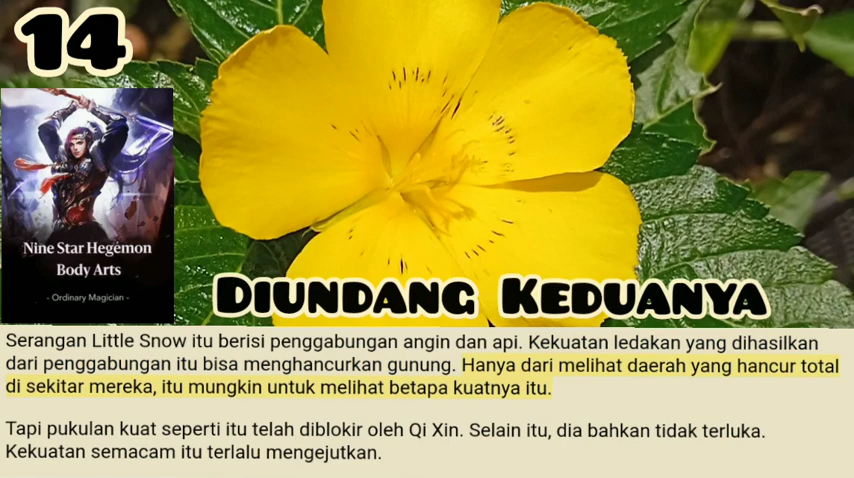 14
Nine Star Hegemon
Body Arts
- Ordinary Magician -
Diundang Keduanya
Serangan Little Snow itu berisi penggabungan angin dan api. Kekuatan ledakan yang dihasilkan
dari penggabungan itu bisa menghancurkan gunung. Hanya dari melihat daerah yang hancur total
di sekitar mereka, itu mungkin untuk melihat betapa kuatnya itu.
Tapi pukulan kuat seperti itu telah diblokir oleh Qi Xin. Selain itu, dia bahkan tidak terluka.
Kekuatan semacam itu terlalu mengejutkan.